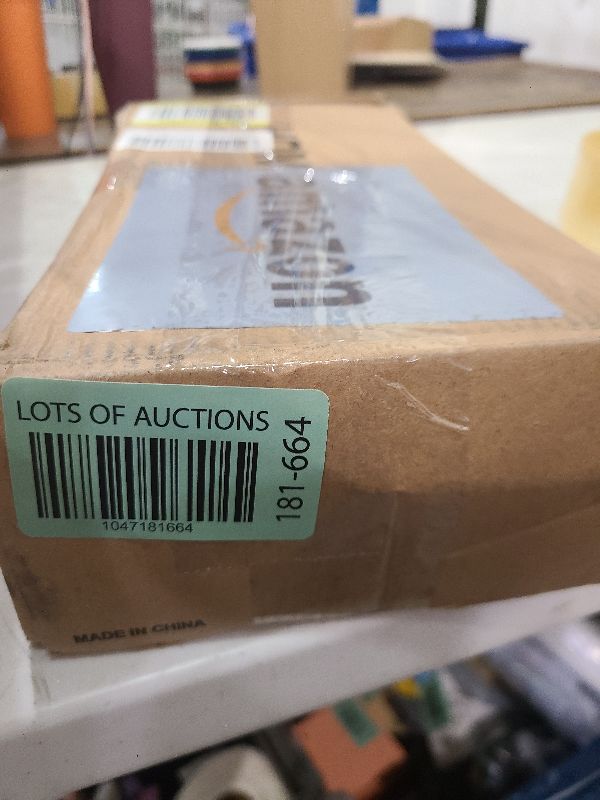 amazon
LOTS OF AUCTIONS
181-664
1047181664
MADE IN CHINA